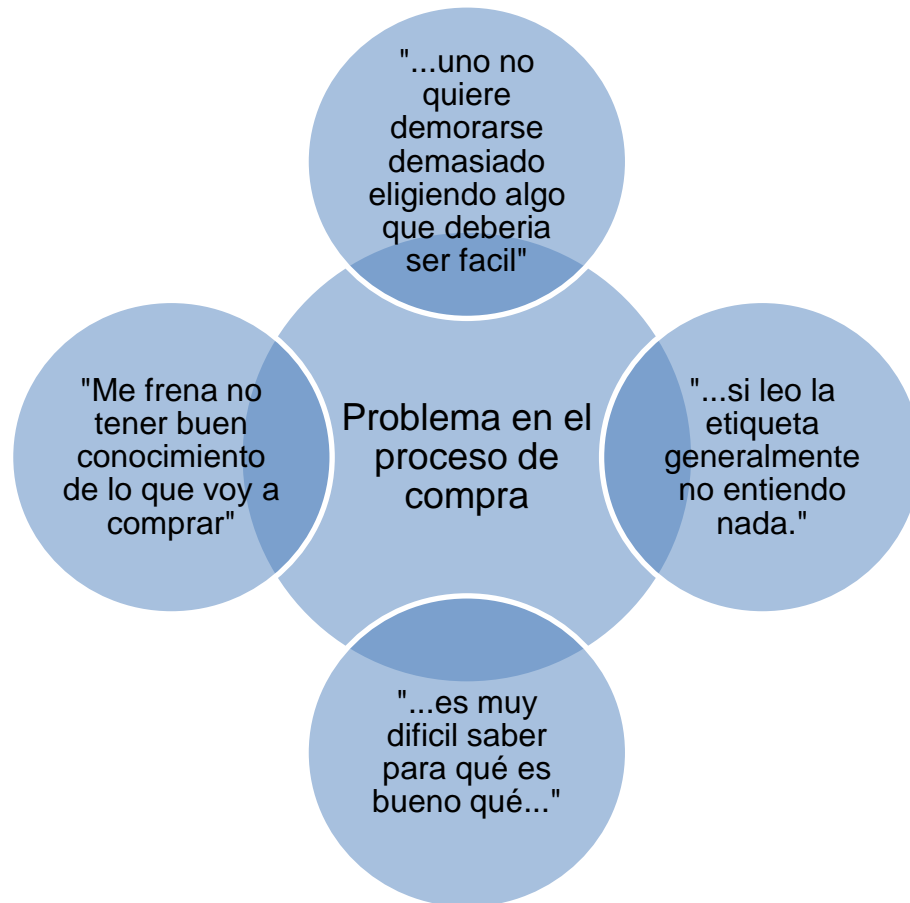 "...uno no
quiere
demorarse
demasiado
eligiendo algo
que deberia
ser facil"
"Me frena no
tener buen
conocimiento
de lo que voy a
comprar"
Problema en el
proceso de
compra
"...si leo la
etiqueta
generalmente
no entiendo
nada."
"...es muy
dificil saber
para qué es
bueno qué..."